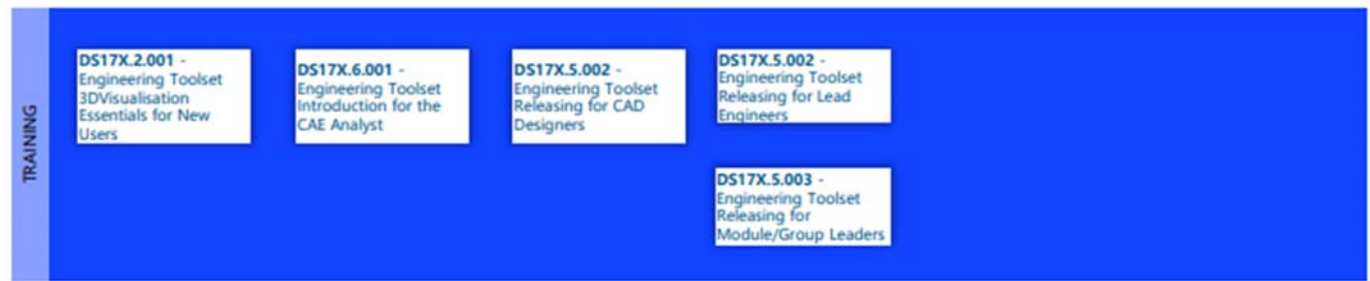 TRAINING
DS17X.2.001 -
Engineering Toolset
3DVisualisation
Essentials for New
Users
DS17X.6.001 -
Engineering Toolset
Introduction for the
CAE Analyst
DS17X.5.002 -
Engineering Toolset
Releasing for CAD
Designers
DS17X.5.002 -
Engineering Toolset
Releasing for Lead
Engineers
DS17X.5.003 -
Engineering Toolset
Releasing for
Module/Group Leaders